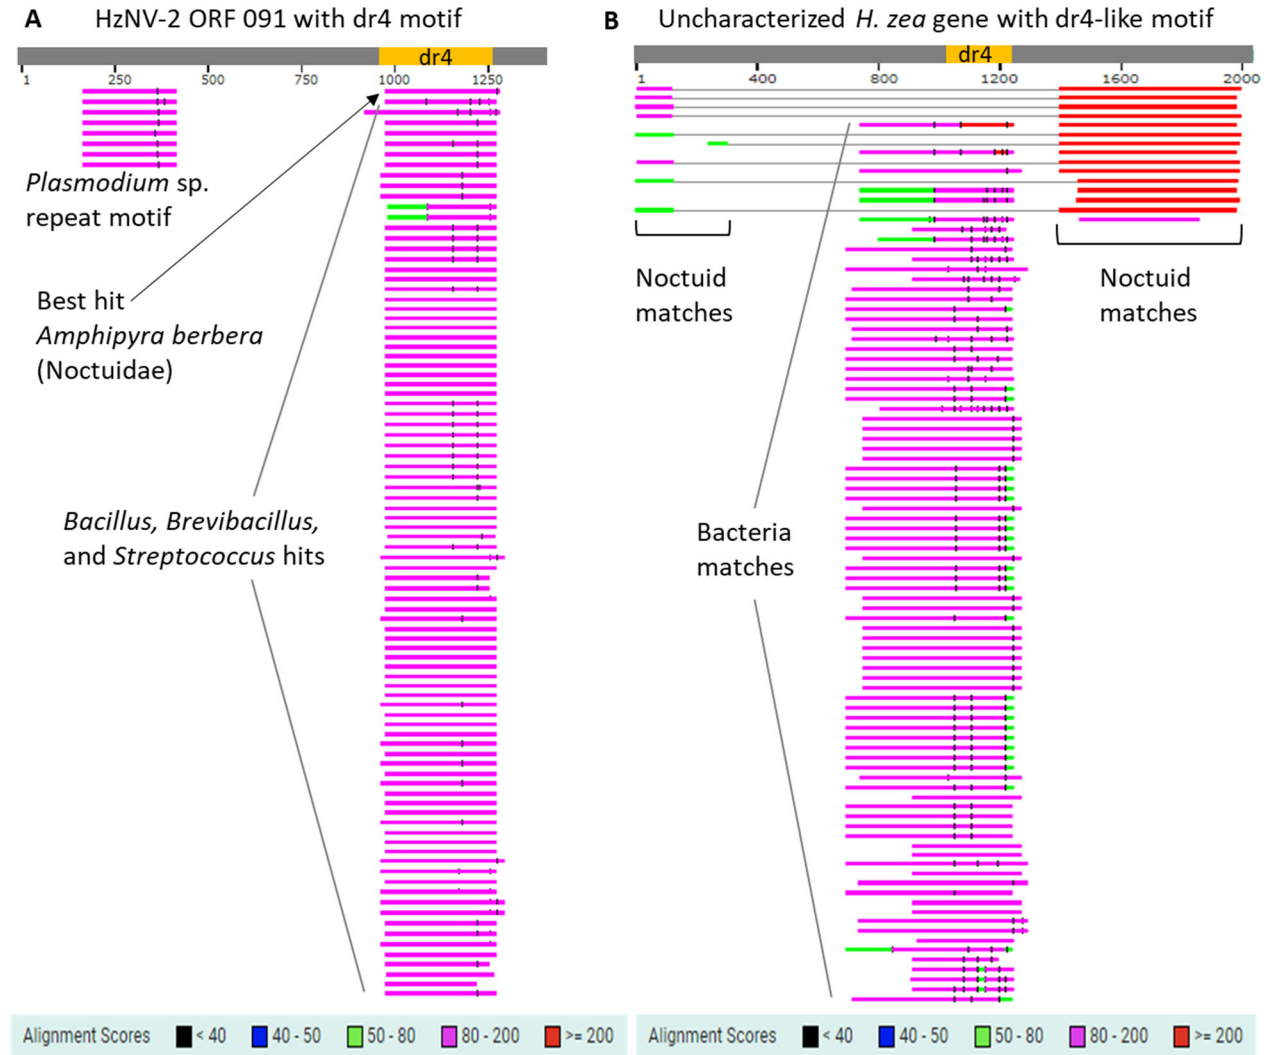 A HzNV-2 ORF 091 with dr4 motif
dr4
1 250 500 750 1000 1250
Plasmodium sp.
repeat motif
Best hit
Amphipyra berbera
(Noctuidae)
Bacillus, Brevibacillus,
and Streptococcus hits
Alignment Scores < 40 40 - 50 50 - 80 80 - 200 >= 200
B Uncharacterized H. zea gene with dr4-like motif
dr4
1 400 800 1200 1600 2000
Noctuid
matches
Noctuid
matches
Bacteria
matches
Alignment Scores < 40 40 - 50 50 - 80 80 - 200 >= 200